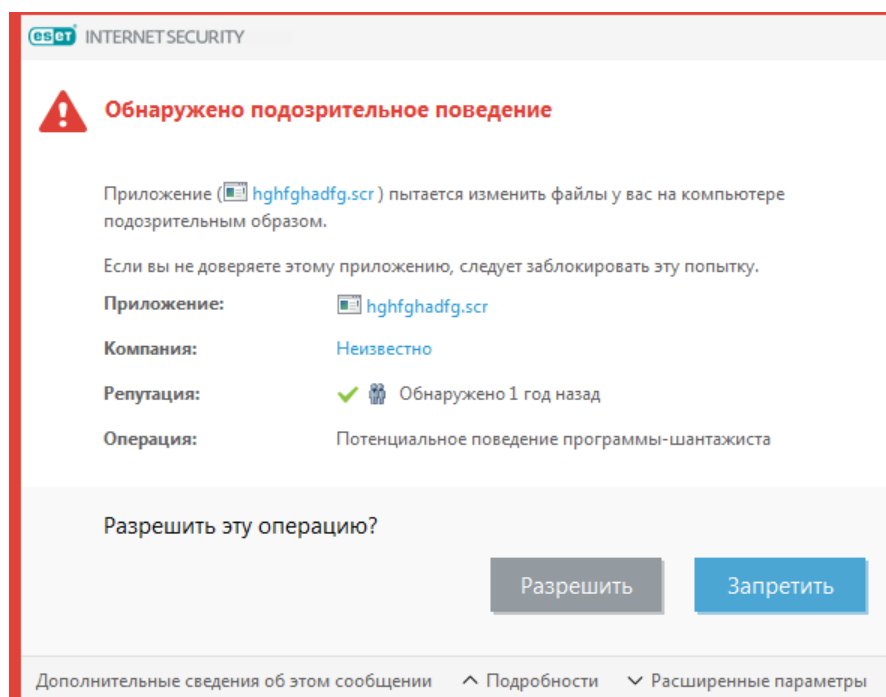 eset INTERNET SECURITY
Обнаружено подозрительное поведение
Приложение ( hghfghadfg.scr ) пытается изменить файлы у вас на компьютере
подозрительным образом.
Если вы не доверяете этому приложению, следует заблокировать эту попытку.
Приложение: hghfghadfg.scr
Компания: Неизвестно
Репутация: Обнаружено 1 год назад
Операция: Потенциальное поведение программы-шантажиста
Разрешить эту операцию?
Разрешить Запретить
Дополнительные сведения об этом сообщении Подробности Расширенные параметры